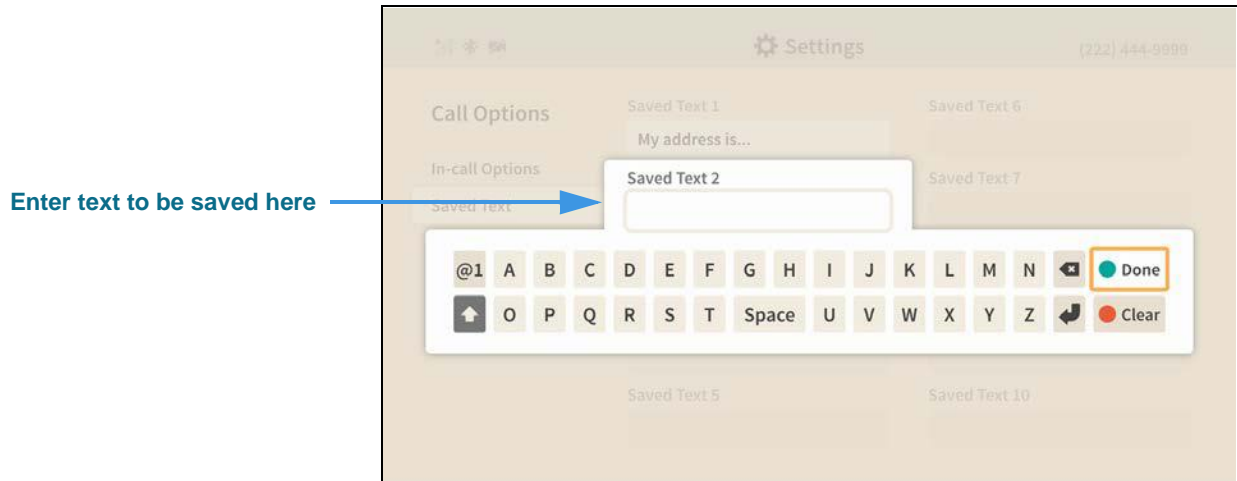 Settings
(222) 444-9999
Call Options
Saved Text 1
Saved Text 6
My address is...
In-call Options
Saved Text 2
Saved Text 7
Enter text to be saved here
Saved Text
@1 A B C D E F G H I J K L M N Done
O P Q R S T Space U V W X Y Z Clear
Saved Text 5
Saved Text 10